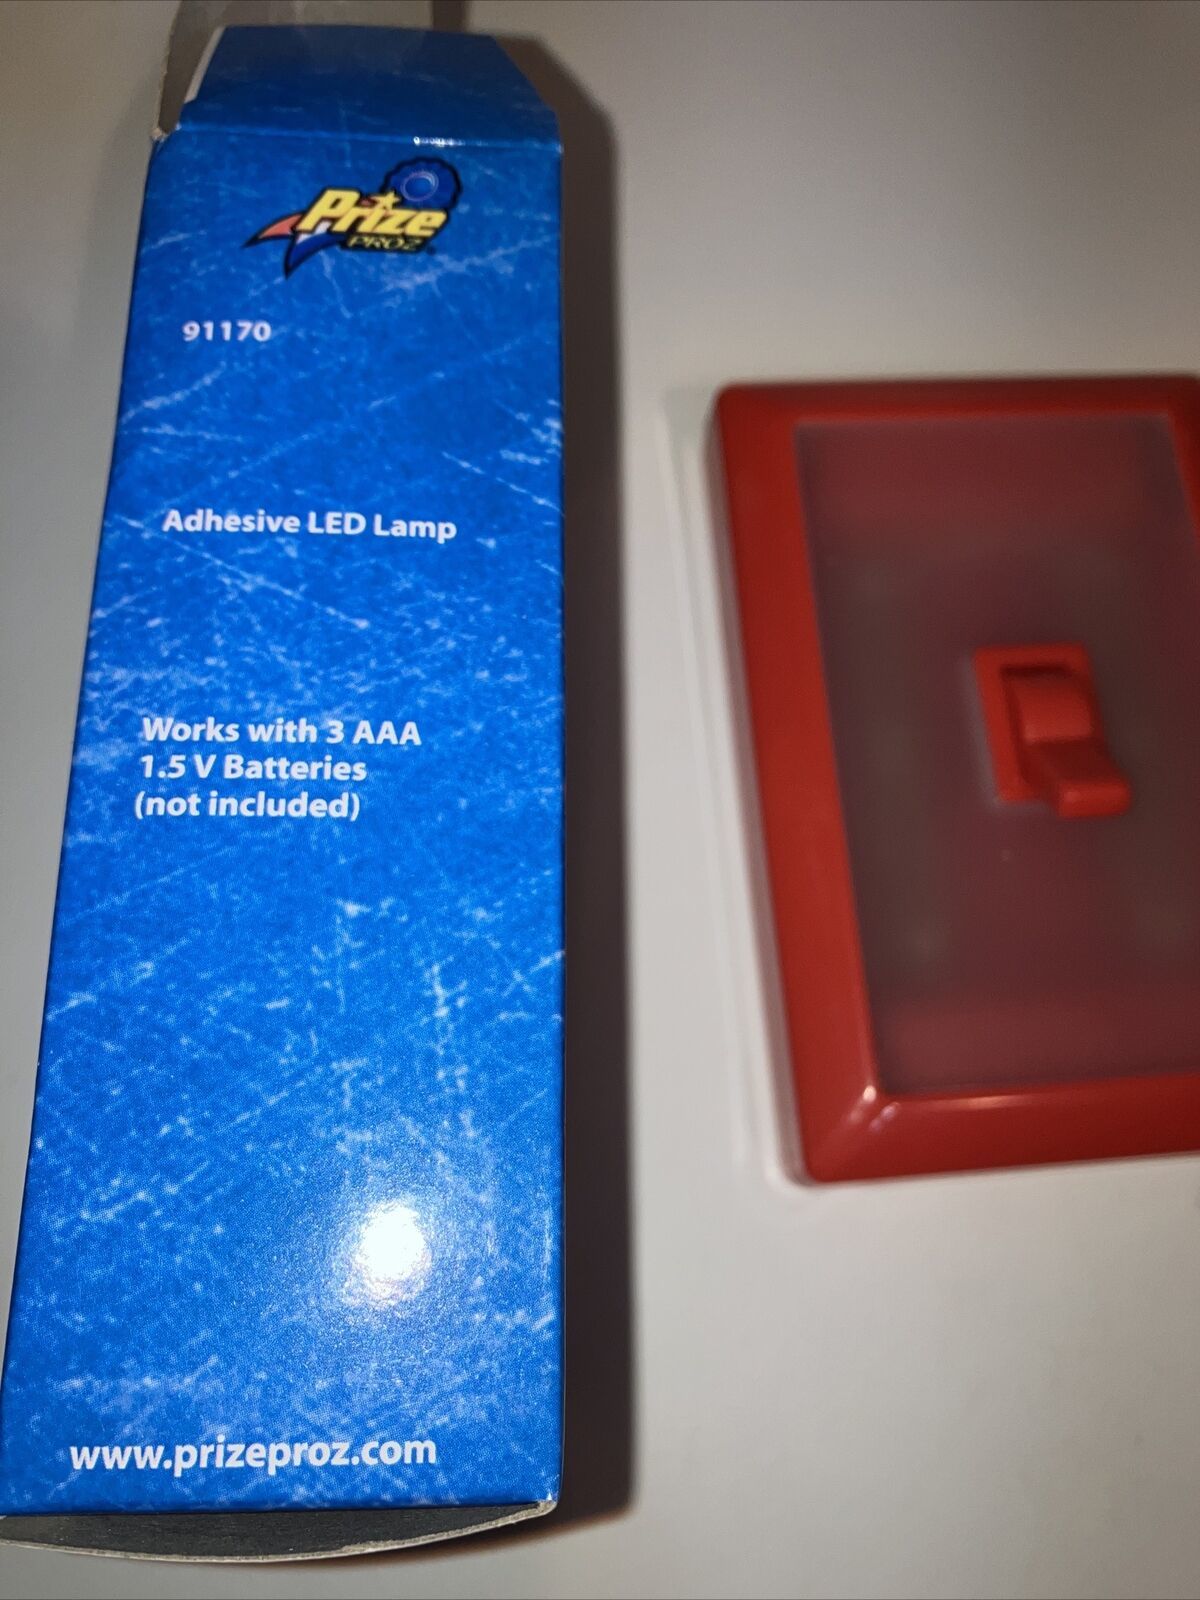 Prize
PROZ
91170
Adhesive LED Lamp
Works with 3 AAA
1.5 V Batteries
(not included)
www.prizeproz.com